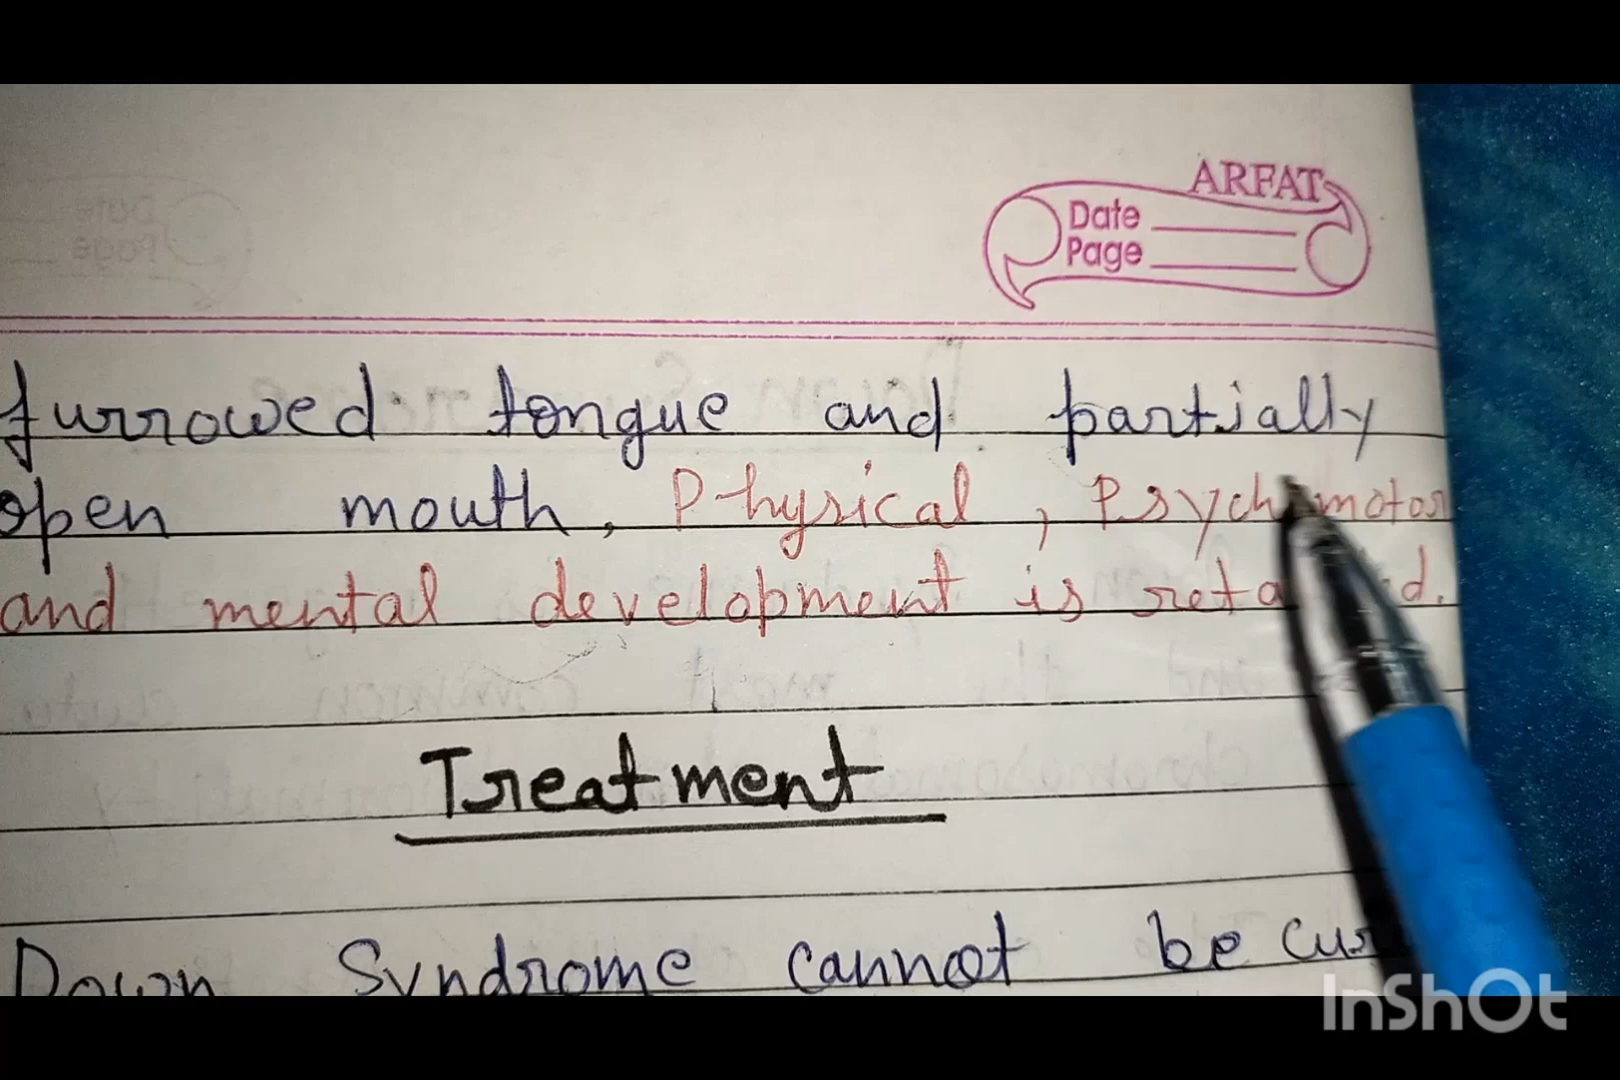 ARFAT
Date
Page
furrowed tongue and partially
open mouth, Physical, Psychomotor
and mental development is retarded.
Treatment
Down Syndrome cannot be
InShOt